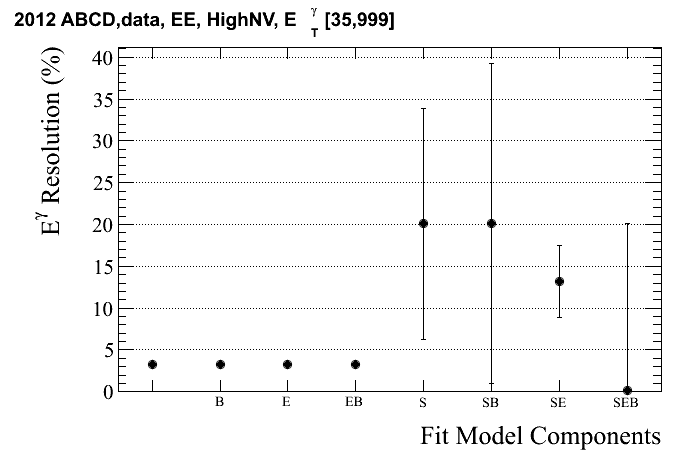 2012 ABCD,data, EE, HighNV, E γ T [35,999]
E γ Resolution (%)
40
35
30
25
20
15
10
5
0
B E EB S SB SE SEB
Fit Model Components